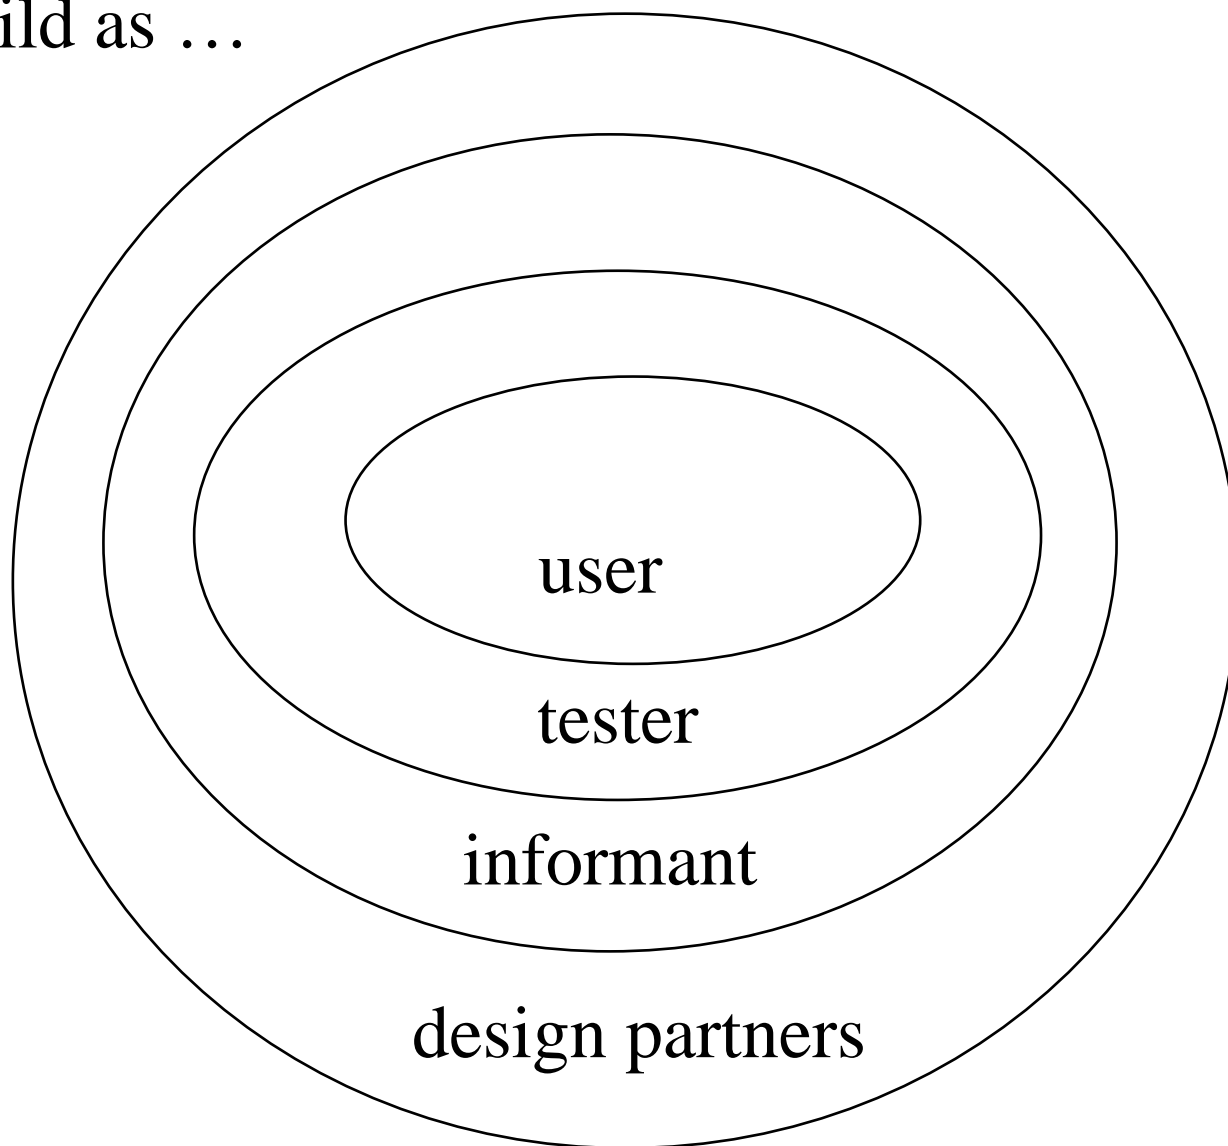 ild as …
user
tester
informant
design partners